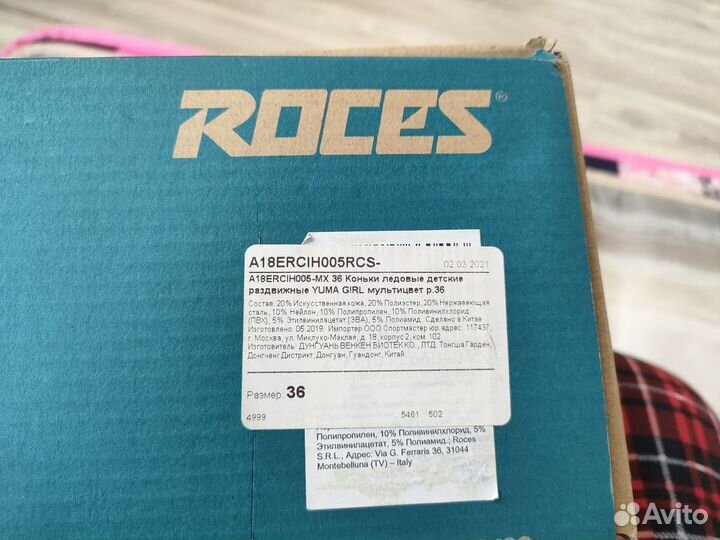 ROCES®
A18ERCIH005RCS-
02 03 2021
A18ERCIH005-MX 36 Коньки ледовые детские
раздвижные YUMA GIRL мультицвет р.36
Состав: 20% Искусственная кожа, 20% Полиэстер, 20% Нержавеющая
сталь, 10% Нейлон, 10% Полипропилен, 10% Поливинилхлорид
(ПВХ), 5% Этилвинилацетат (ЭВА), 5% Полиамид. Сделано в Китае
Изготовлено: 05.2019. Импортер ООО Спортмастер юр.адрес: 117437,
г. Москва, ул. Миклухо-Маклая, д. 18, корпус 2, ком. 102.
Изготовитель: ДУНГУАНЬ ВЕНКЕН БИОТЕК КО., ЛТД. Тонгша Гарден,
Донгченг Дистрикт, Донгуан, Гуандонг, Китай
Размер: 36
4999
5461 502
Полипропилен, 10% Поливинилхлорид, 5%
Этилвинилацетат, 5% Полиамид.; Roces
S.R.L., Адрес: Via G. Ferraris 36, 31044
Montebelluna (TV) – Italy
Avito